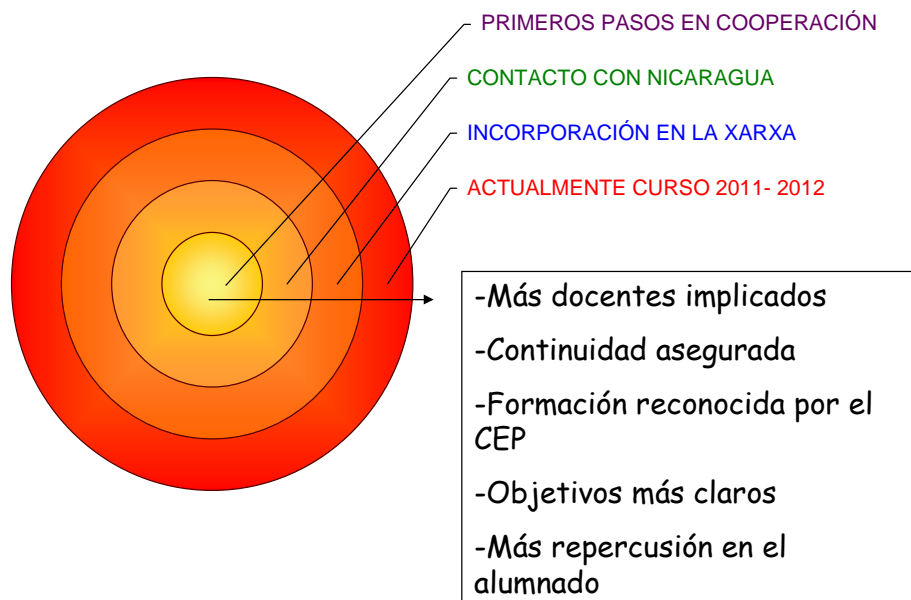 PRIMEROS PASOS EN COOPERACIÓN
CONTACTO CON NICARAGUA
INCORPORACIÓN EN LA XARXA
ACTUALMENTE CURSO 2011- 2012
-Más docentes implicados
-Continuidad asegurada
-Formación reconocida por el
CEP
-Objetivos más claros
-Más repercusión en el
alumnado